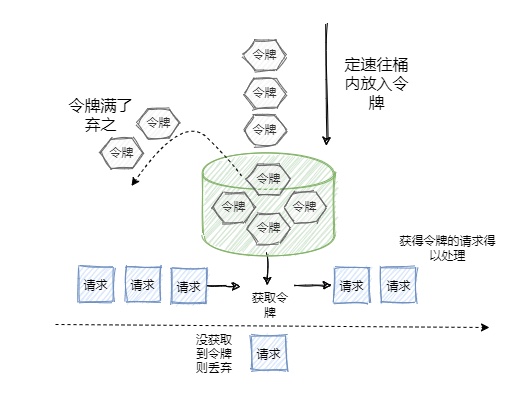 令牌
令牌
令牌
定速往桶
内放入令
牌
令牌满了
弃之
令牌
令牌
令牌
令牌
令牌
令牌
获得令牌的请求得
以处理
请求
请求
请求
获取令
牌
请求
请求
没获取
到令牌
则丢弃
请求